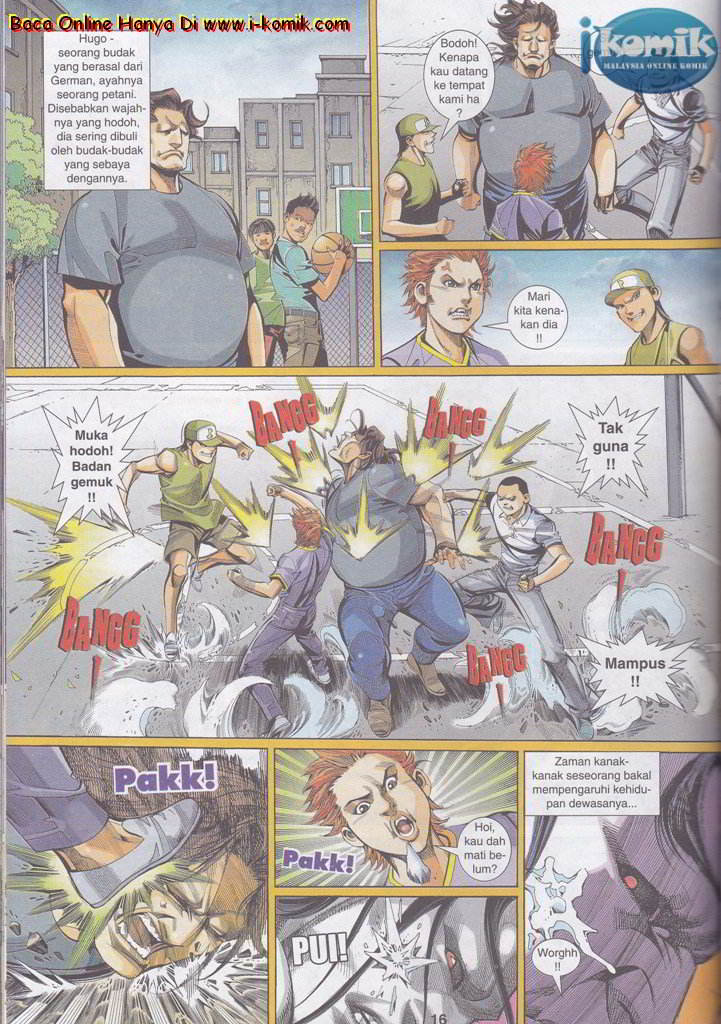 Baca Online Hanya Di www.i-komik.com
i komik
MALAYSIA ONLINE KOMIK
Hugo -
seorang budak
yang berasal dari
German, ayahnya
seorang petani.
Disebabkan wajah-
nya yang hodoh,
dia sering dibuli
oleh budak-budak
yang sebaya
dengannya.
Bodoh!
Kenapa
kau datang
ke tempat
kami ha
?
Mari
kita kena-
kan dia
!!
Muka
hodoh!
Badan
gemuk
!!
BANGG
!
BANGG
!
Tak
guna
!!
BANGG
!
BANGG
!
BANGG
!
Mampus
!!
Pakk!
Pakk!
Hoi,
kau dah
mati be-
lum?
PUI!
Zaman kanak-
kanak seseorang bakal
mempengaruhi kehidu-
pan dewasanya...
Worghh
!!
16